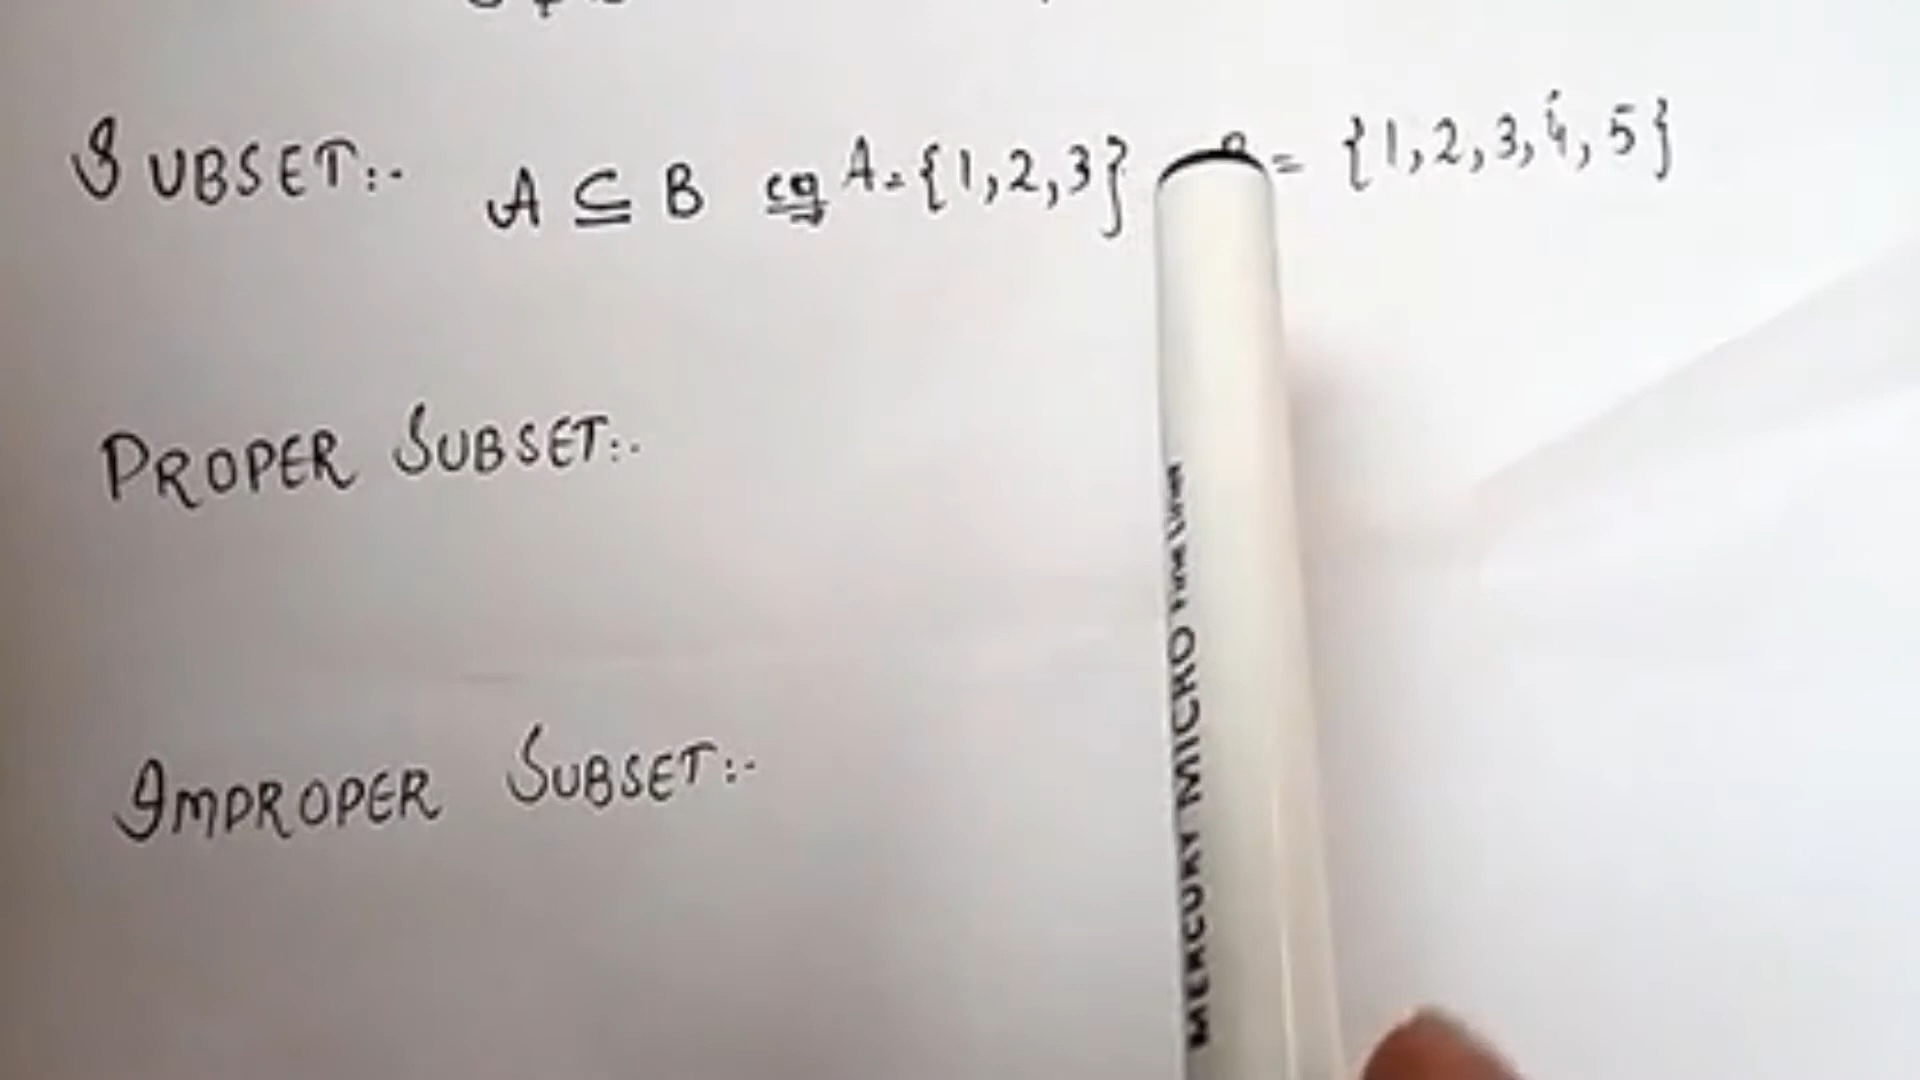 SUBSET:- A ⊆ B eg A = {1,2,3} = {1,2,3,4,5}
PROPER SUBSET:-
IMPROPER SUBSET:-
MERCURY MICRO